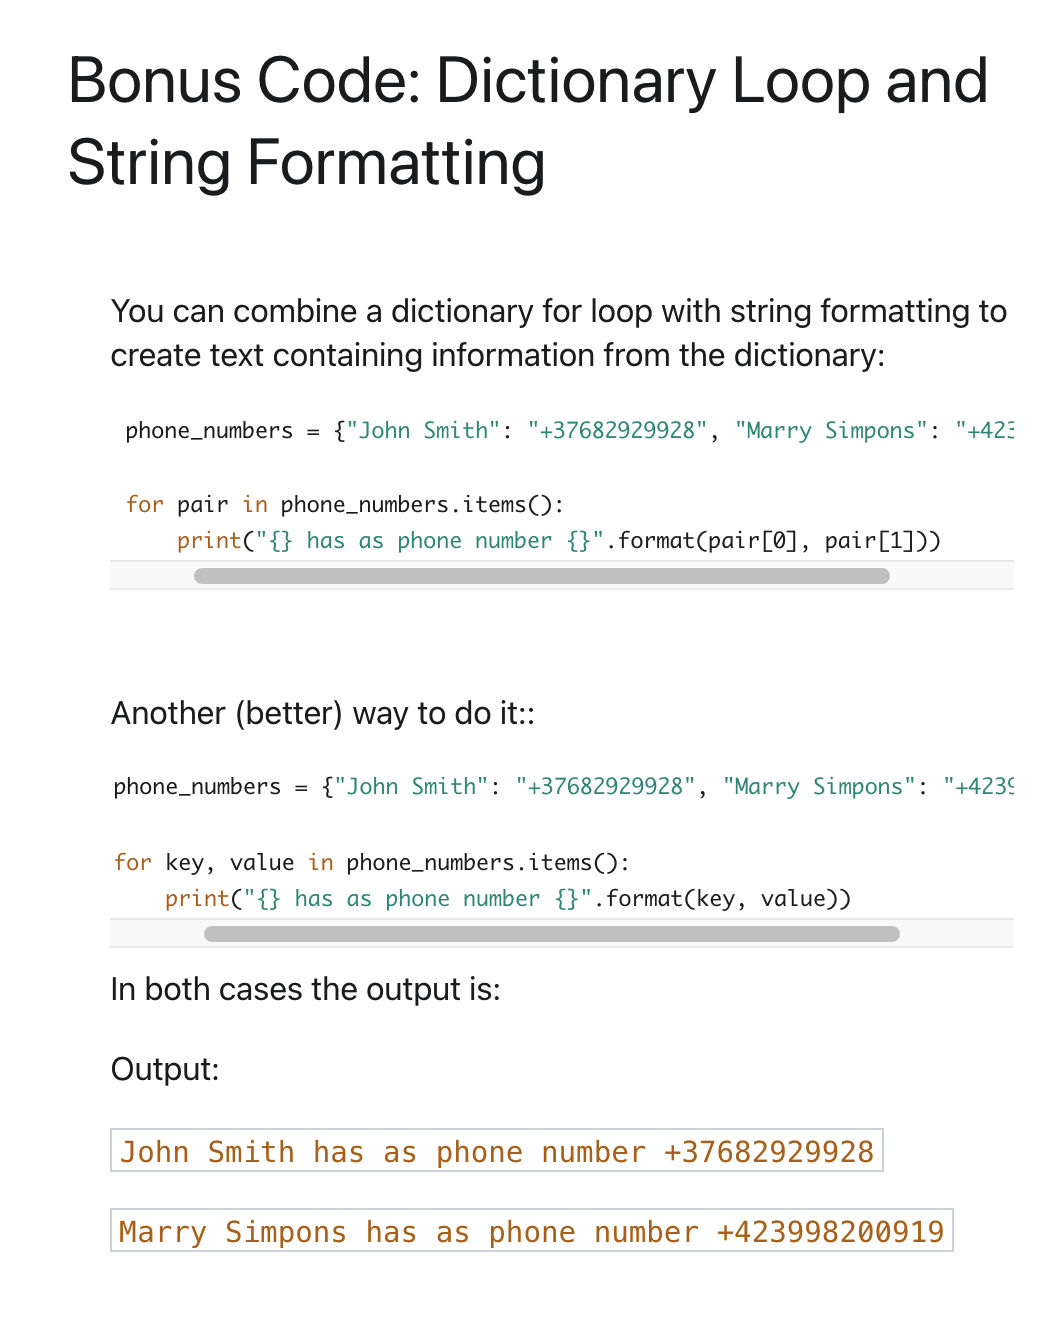 Bonus Code: Dictionary Loop and
String Formatting
You can combine a dictionary for loop with string formatting to
create text containing information from the dictionary:
phone_numbers = {"John Smith": "+37682929928", "Marry Simpons": "+423
for pair in phone_numbers.items():
    print("{} has as phone number {}".format(pair[0], pair[1]))
Another (better) way to do it::
phone_numbers = {"John Smith": "+37682929928", "Marry Simpons": "+4239
for key, value in phone_numbers.items():
    print("{} has as phone number {}".format(key, value))
In both cases the output is:
Output:
John Smith has as phone number +37682929928
Marry Simpons has as phone number +423998200919